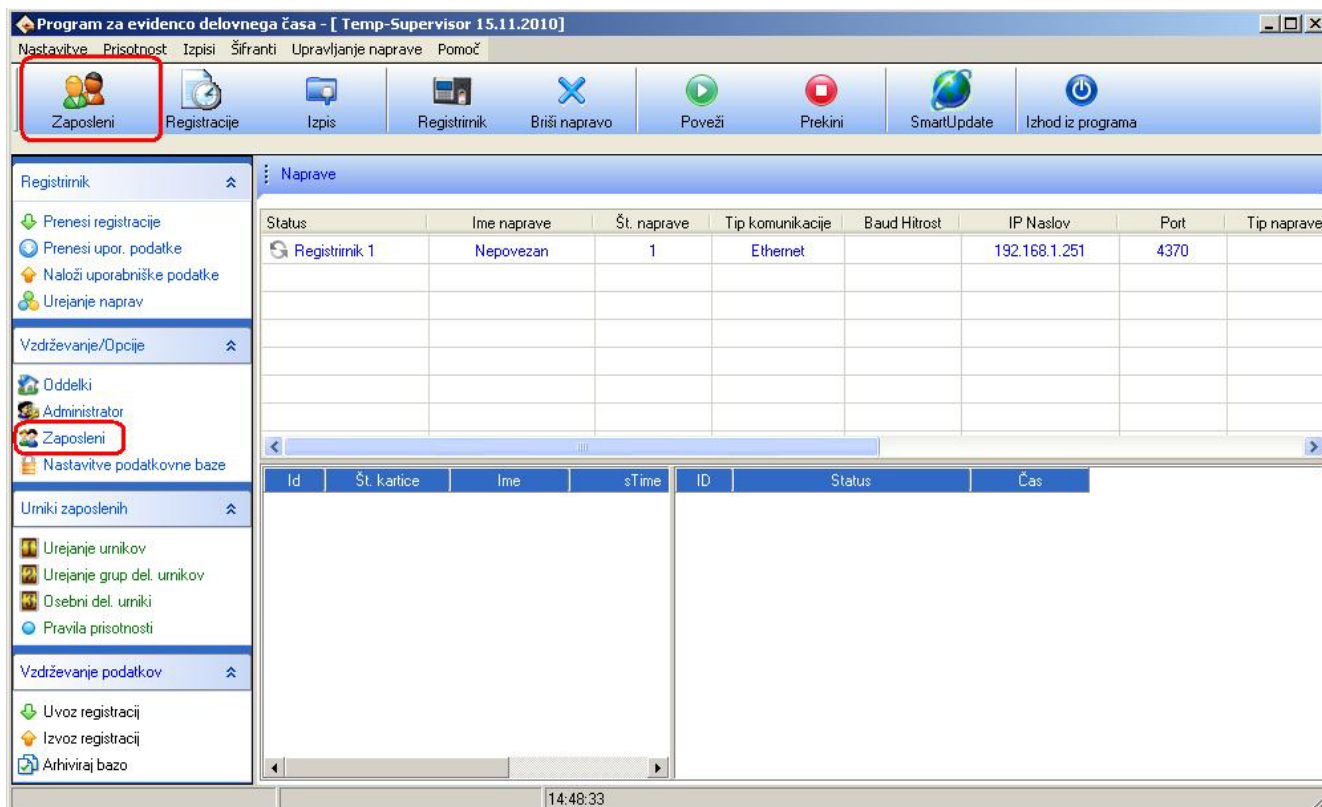 Program za evidenco delovnega časa - [ Temp-Supervisor 15.11.2010]
Nastavitve Prisotnost Izpisi Šifranti Upravljanje naprave Pomoč
Zaposleni Registracije Izpis Registrirnik Briši napravo Poveži Prekini SmartUpdate Izhod iz programa
Registrirnik
Prenesi registracije
Prenesi upor. podatke
Naloži uporabniške podatke
Urejanje naprav
Vzdrževanje/Opcije
Oddelki
Administrator
Zaposleni
Nastavitve podatkovne baze
Urniki zaposlenih
1 Urejanje urnikov
2 Urejanje grup del. urnikov
3 Osebni del. urniki
Pravila prisotnosti
Vzdrževanje podatkov
Uvoz registracij
Izvoz registracij
Arhiviraj bazo
Naprave
Status Ime naprave Št. naprave Tip komunikacije Baud Hitrost IP Naslov Port Tip naprave
Registrirnik 1 Nepovezan 1 Ethernet 192.168.1.251 4370
Id Št. kartice Ime sTime
ID Status Čas
14:48:33